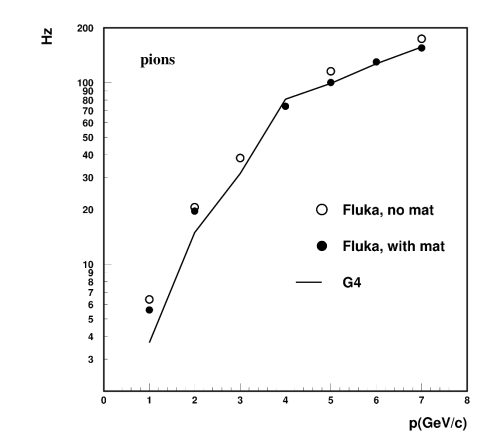 Hz
200
pions
100
90
80
70
60
50
40
30
20
10
9
8
7
6
5
4
3
Fluka, no mat
Fluka, with mat
G4
0 1 2 3 4 5 6 7 8
p(GeV/c)